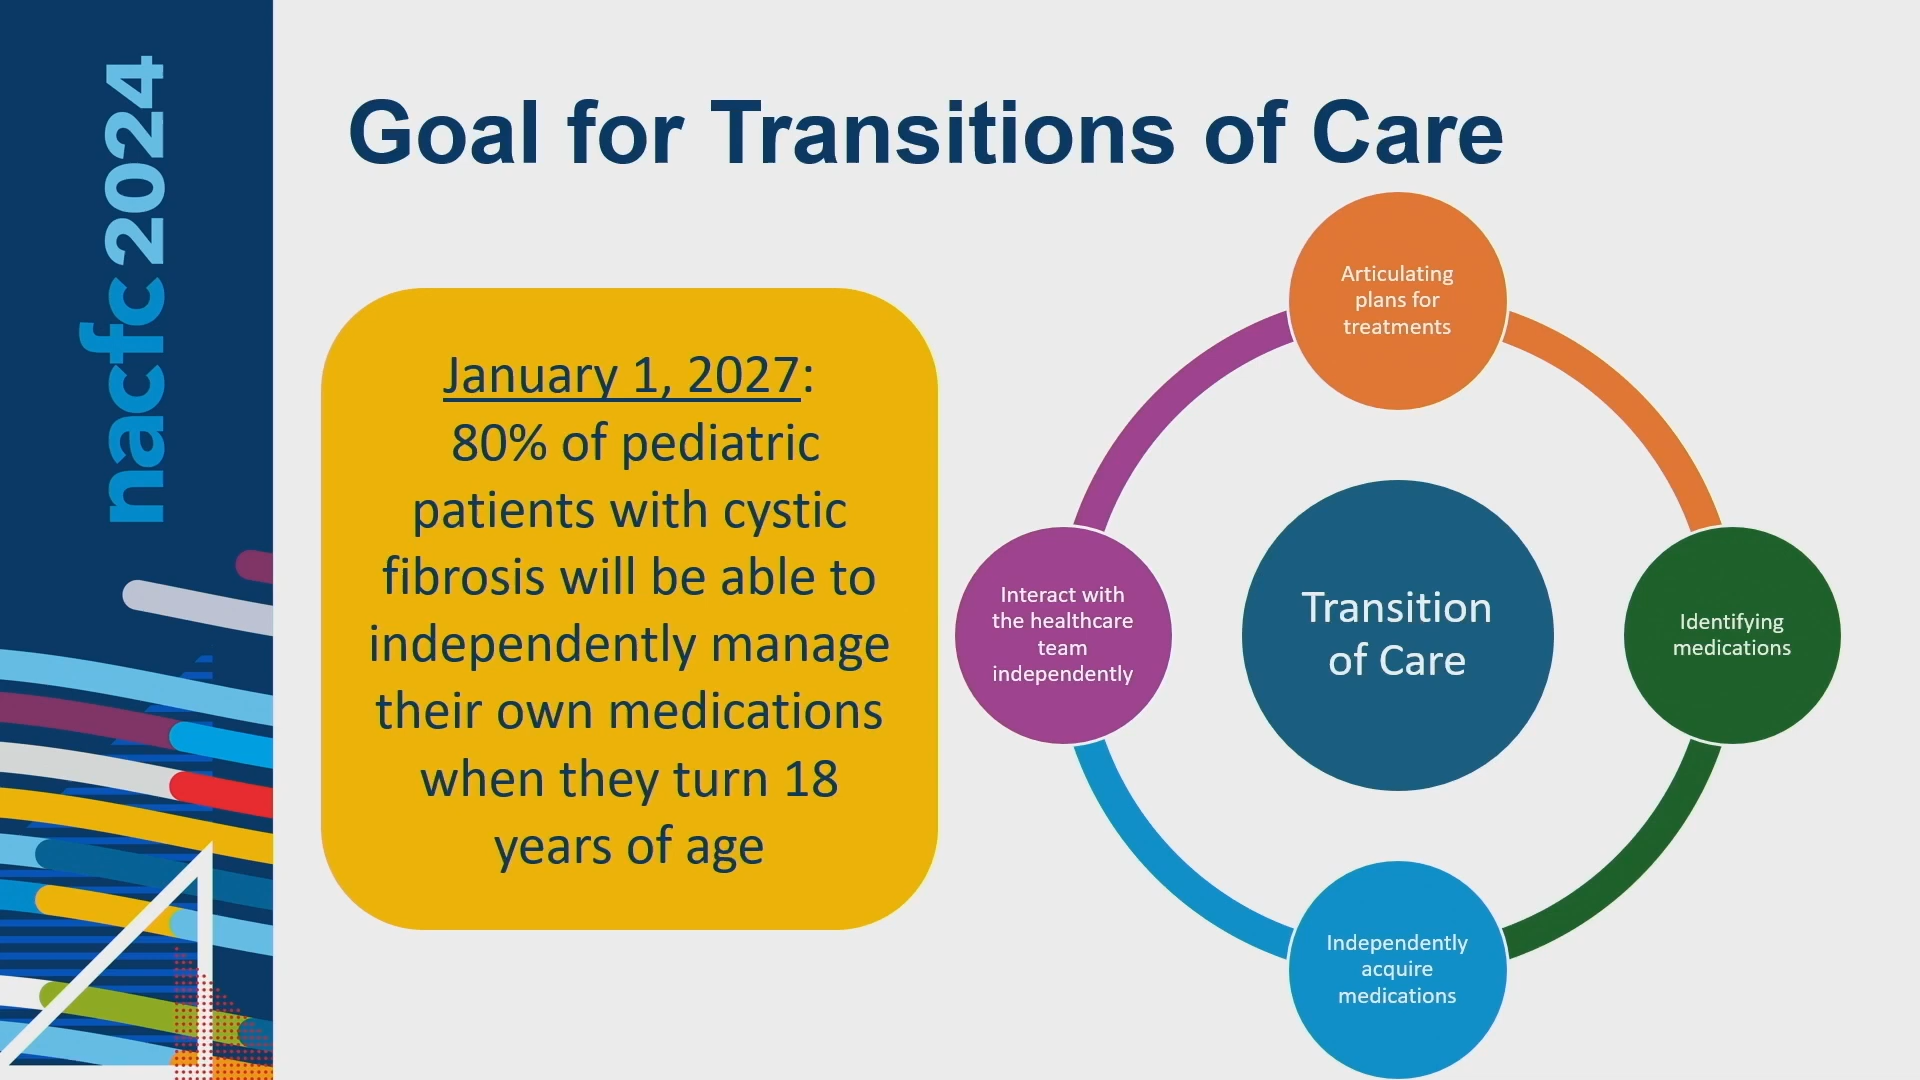 nacfc 2024
Goal for Transitions of Care
January 1, 2027:
80% of pediatric
patients with cystic
fibrosis will be able to
independently manage
their own medications
when they turn 18
years of age
Articulating
plans for
treatments
Identifying
medications
Independently
acquire
medications
Interact with
the healthcare
team
independently
Transition
of Care